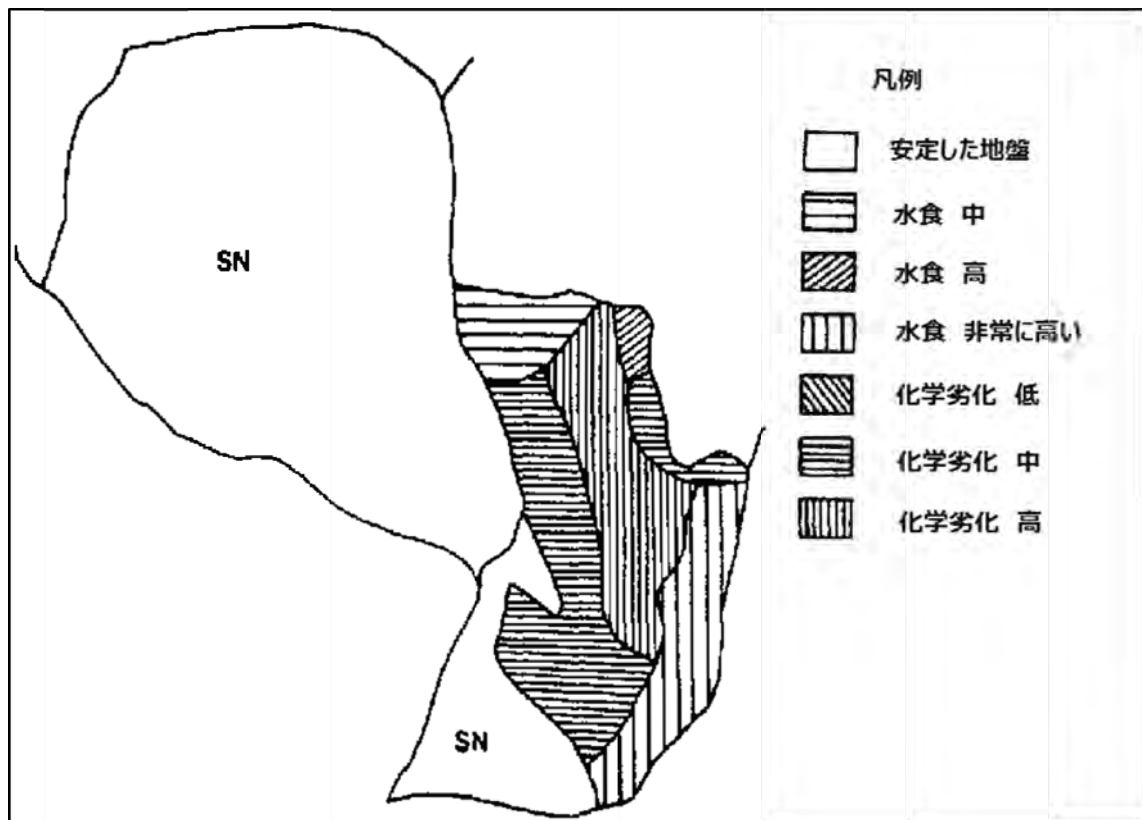 凡例
安定した地盤
水食 中
水食 高
水食 非常に高い
化学劣化 低
化学劣化 中
化学劣化 高
SN
SN